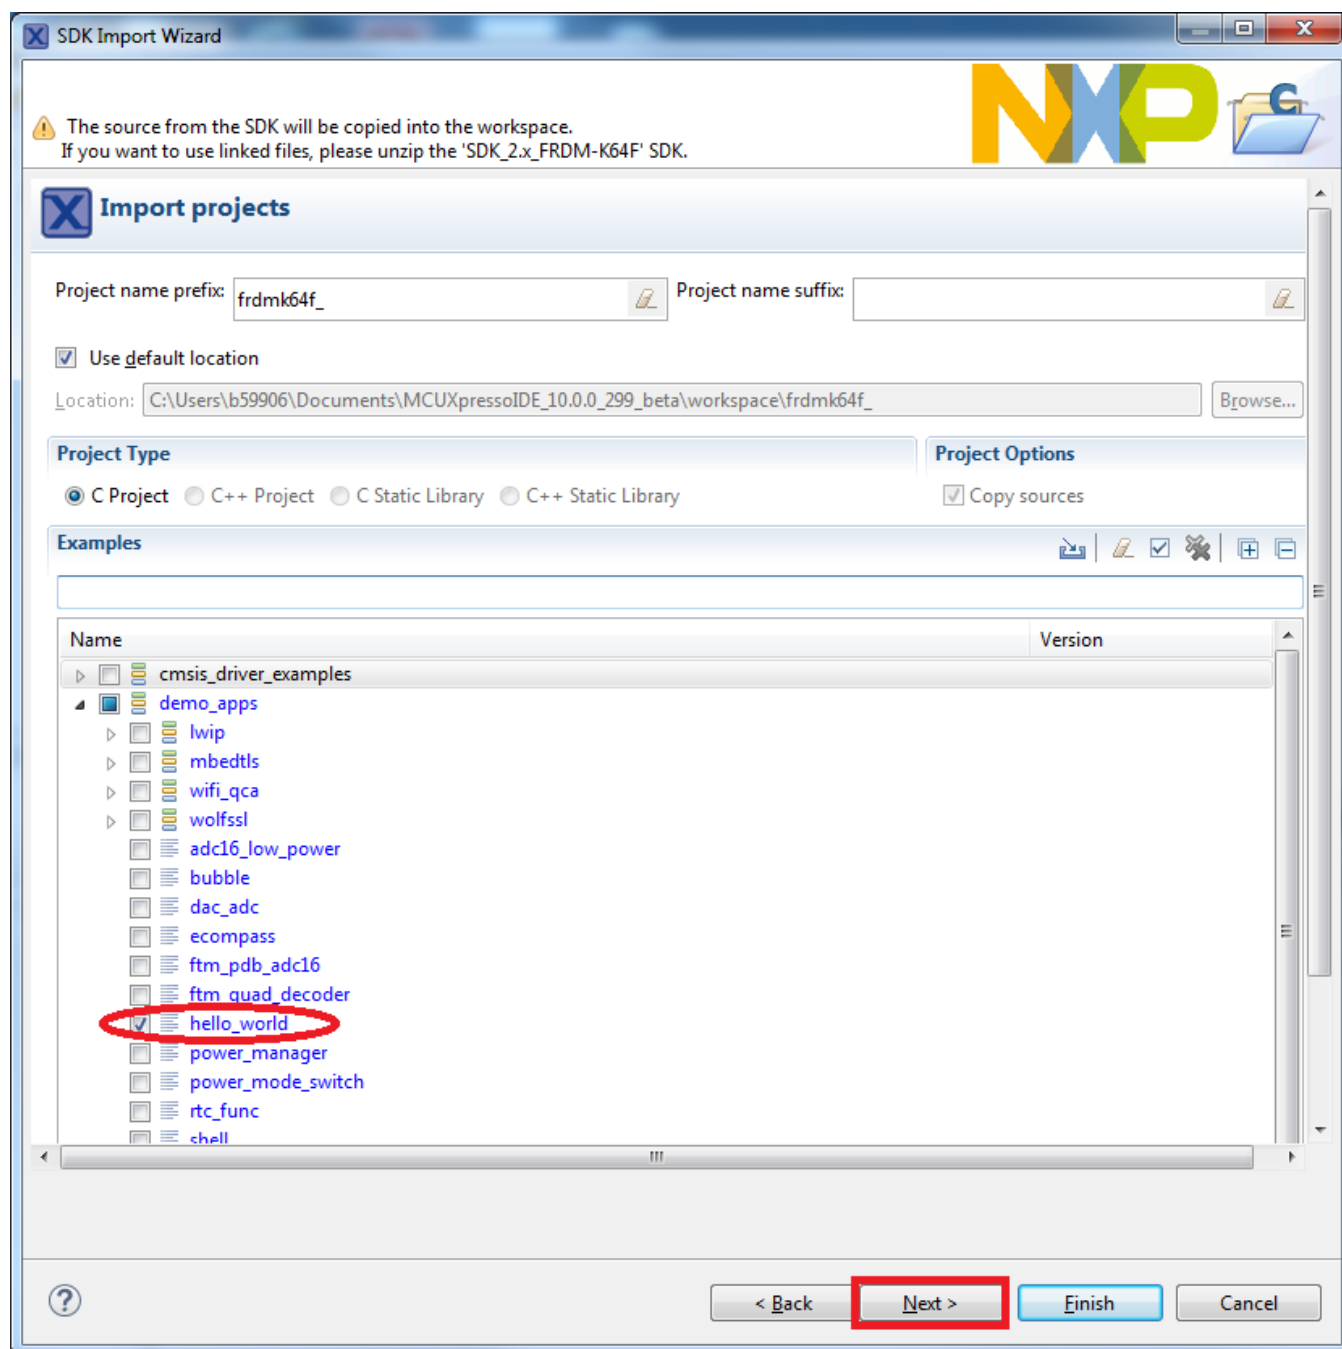 SDK Import Wizard
The source from the SDK will be copied into the workspace.
If you want to use linked files, please unzip the 'SDK_2.x_FRDM-K64F' SDK.
NXP
Import projects
Project name prefix: frdmk64f_ Project name suffix:
Use default location
Location: C:\Users\b59906\Documents\MCUXpressoIDE_10.0.0_299_beta\workspace\frdmk64f_ Browse...
Project Type Project Options
C Project C++ Project C Static Library C++ Static Library Copy sources
Examples
Name Version
cmsis_driver_examples
demo_apps
lwip
mbedtls
wifi_qca
wolfssl
adc16_low_power
bubble
dac_adc
ecompass
ftm_pdb_adc16
ftm_quad_decoder
hello_world
power_manager
power_mode_switch
rtc_func
shell
< Back Next > Finish Cancel